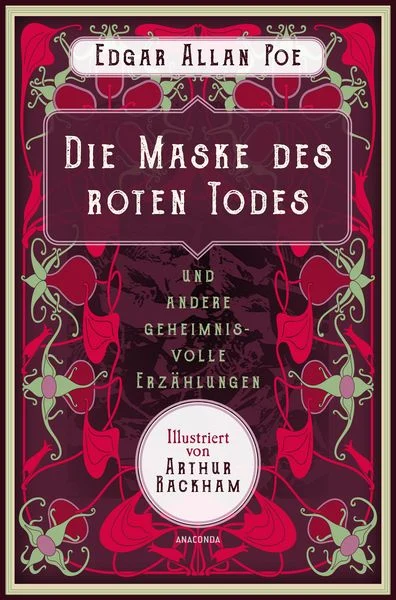 Edgar Allan Poe
Die Maske des
roten Todes
und
andere
geheimnis-
volle
Erzählungen
Illustriert
von
Arthur
Rackham
ANACONDA